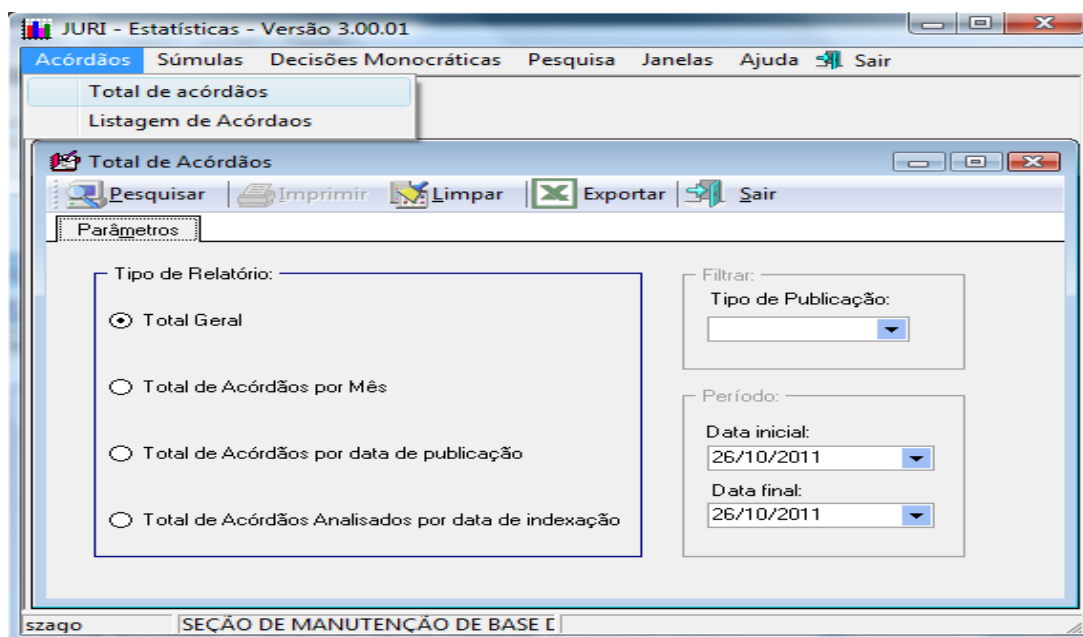 JURI - Estatísticas - Versão 3.00.01
Acórdãos Súmulas Decisões Monocráticas Pesquisa Janelas Ajuda Sair
Total de acórdãos
Listagem de Acórdaos
Total de Acórdãos
Pesquisar Imprimir Limpar Exportar Sair
Parâmetros
Tipo de Relatório:
Total Geral
Total de Acórdãos por Mês
Total de Acórdãos por data de publicação
Total de Acórdãos Analisados por data de indexação
Filtrar:
Tipo de Publicação:
Período:
Data inicial:
26/10/2011
Data final:
26/10/2011
szago SEÇÃO DE MANUTENÇÃO DE BASE D